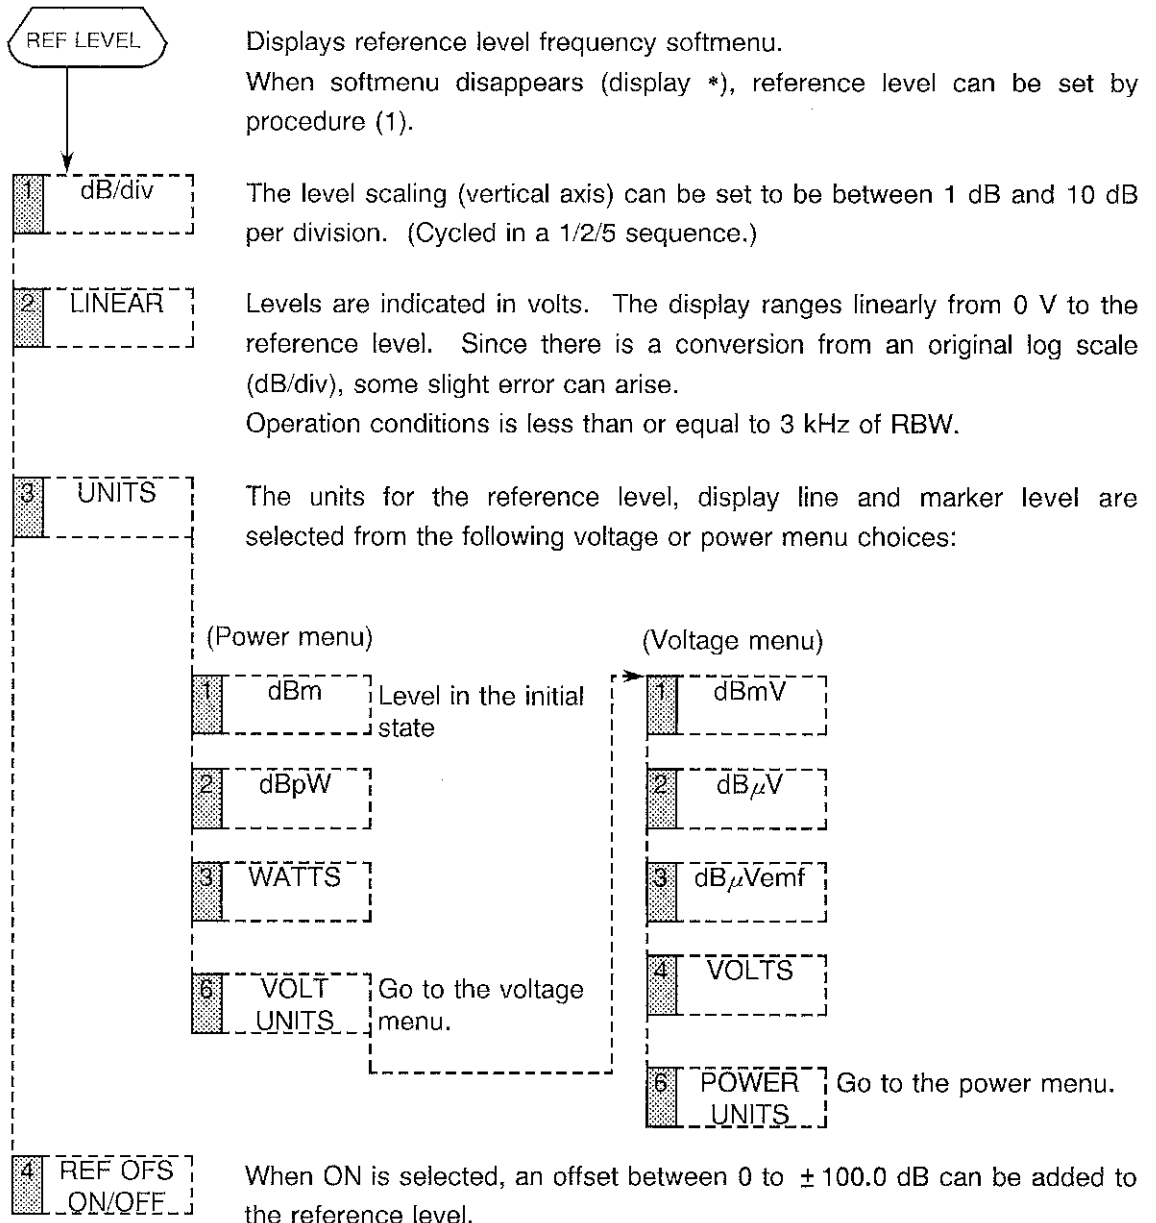 REF LEVEL
Displays reference level frequency softmenu.
When softmenu disappears (display *), reference level can be set by
procedure (1).
1 dB/div
The level scaling (vertical axis) can be set to be between 1 dB and 10 dB
per division. (Cycled in a 1/2/5 sequence.)
2 LINEAR
Levels are indicated in volts. The display ranges linearly from 0 V to the
reference level. Since there is a conversion from an original log scale
(dB/div), some slight error can arise.
Operation conditions is less than or equal to 3 kHz of RBW.
3 UNITS
The units for the reference level, display line and marker level are
selected from the following voltage or power menu choices:
(Power menu)
1 dBm
Level in the initial
state
2 dBpW
3 WATTS
6 VOLT
UNITS
Go to the voltage
menu.
(Voltage menu)
1 dBmV
2 dBμV
3 dBμVemf
4 VOLTS
6 POWER
UNITS
Go to the power menu.
4 REF OFS
ON/OFF
When ON is selected, an offset between 0 to ±100.0 dB can be added to
the reference level.